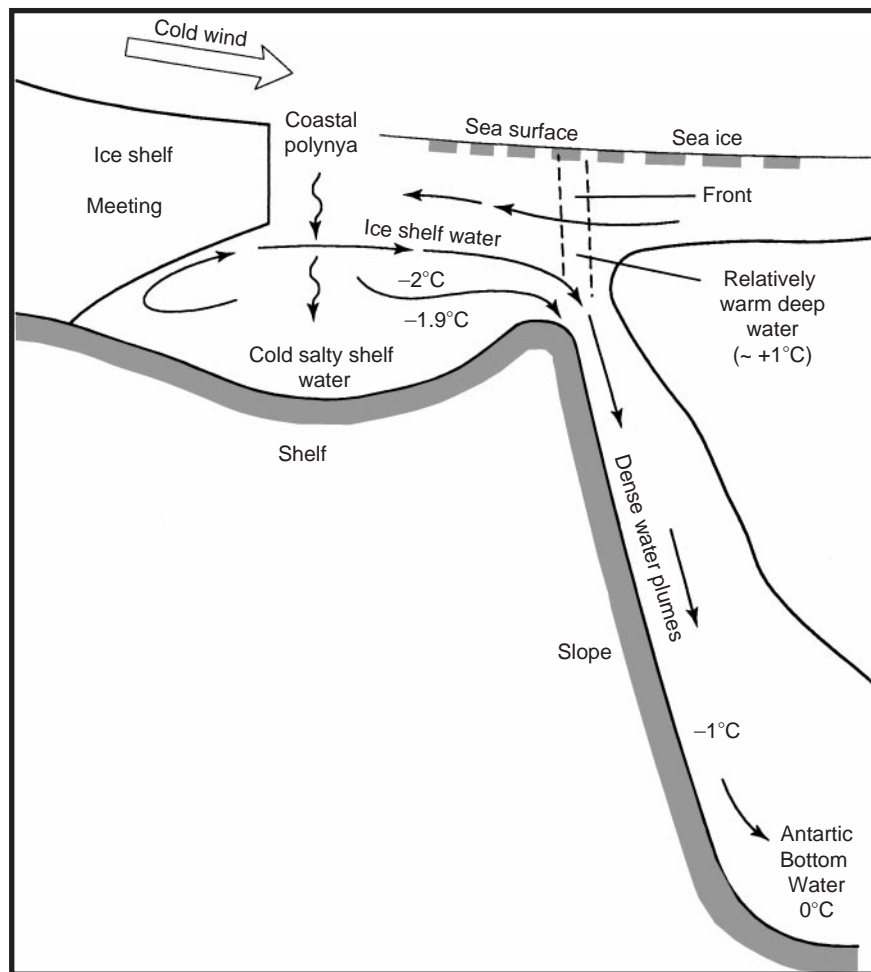 Cold wind
Coastal
polynya
Sea surface
Sea ice
Ice shelf
Meeting
Front
Ice shelf water
–2°C
–1.9°C
Relatively
warm deep
water
(~ +1°C)
Cold salty shelf
water
Shelf
Dense water plumes
Slope
–1°C
Antartic
Bottom
Water
0°C